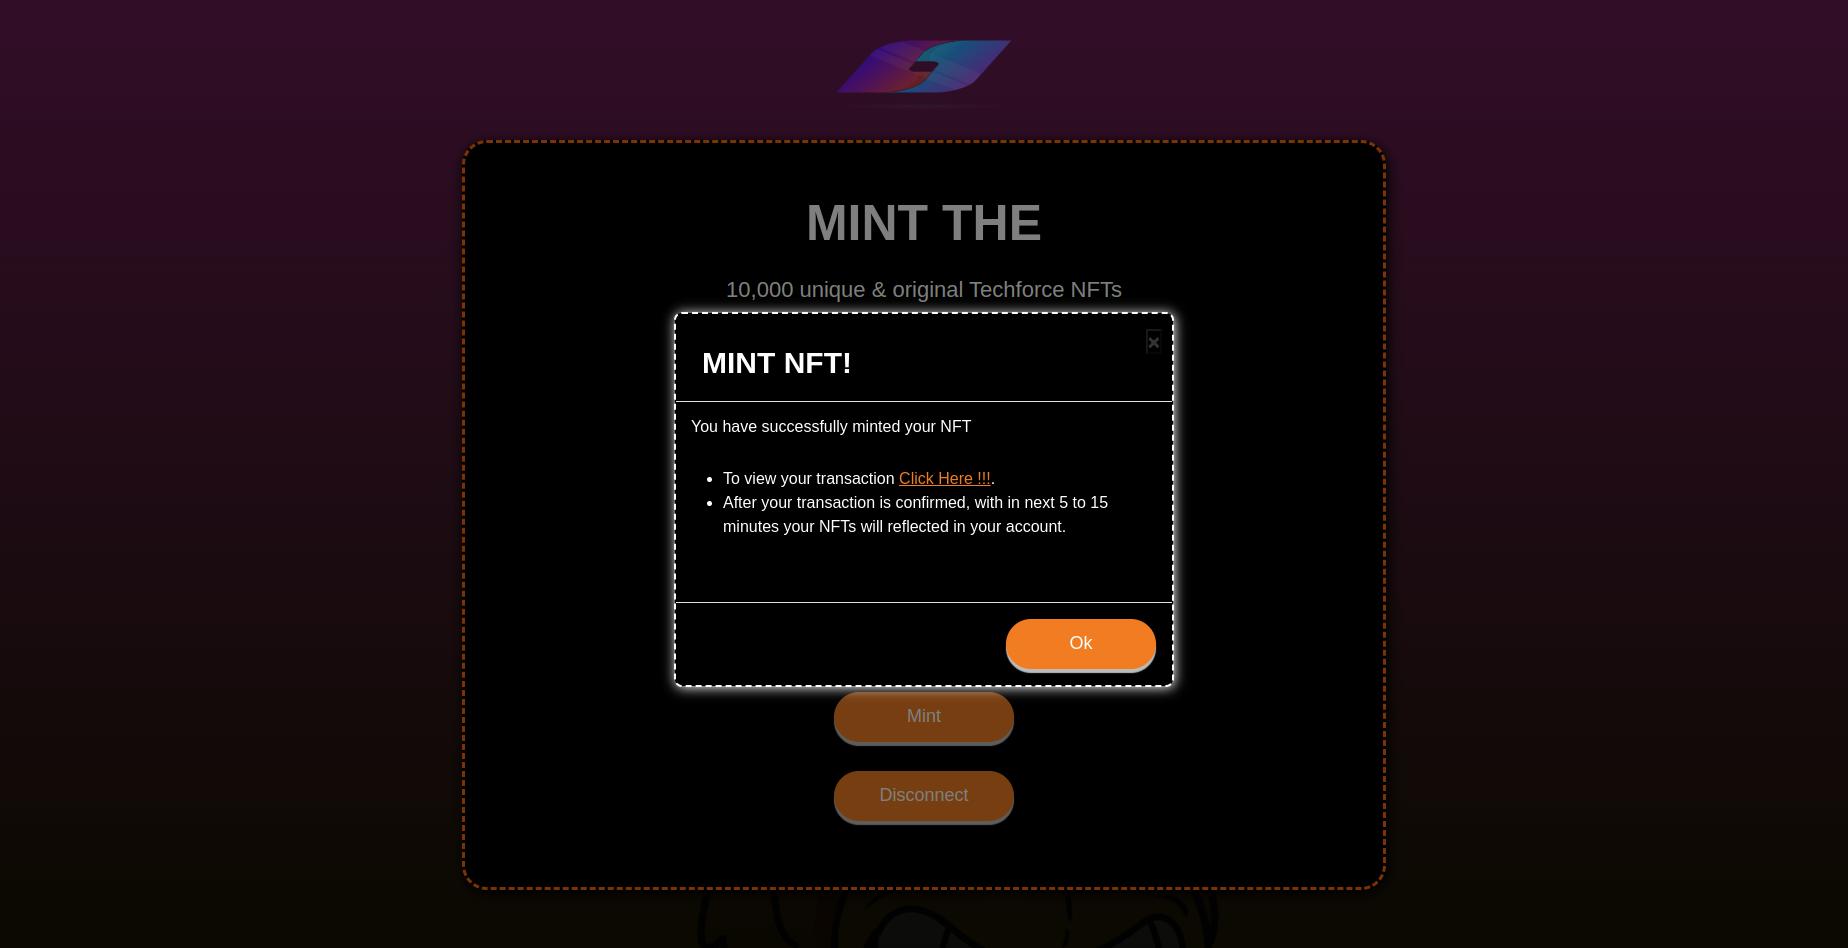 MINT THE
10,000 unique & original Techforce NFTs
×
MINT NFT!
You have successfully minted your NFT
To view your transaction Click Here !!!.
After your transaction is confirmed, with in next 5 to 15
minutes your NFTs will reflected in your account.
Ok
Mint
Disconnect